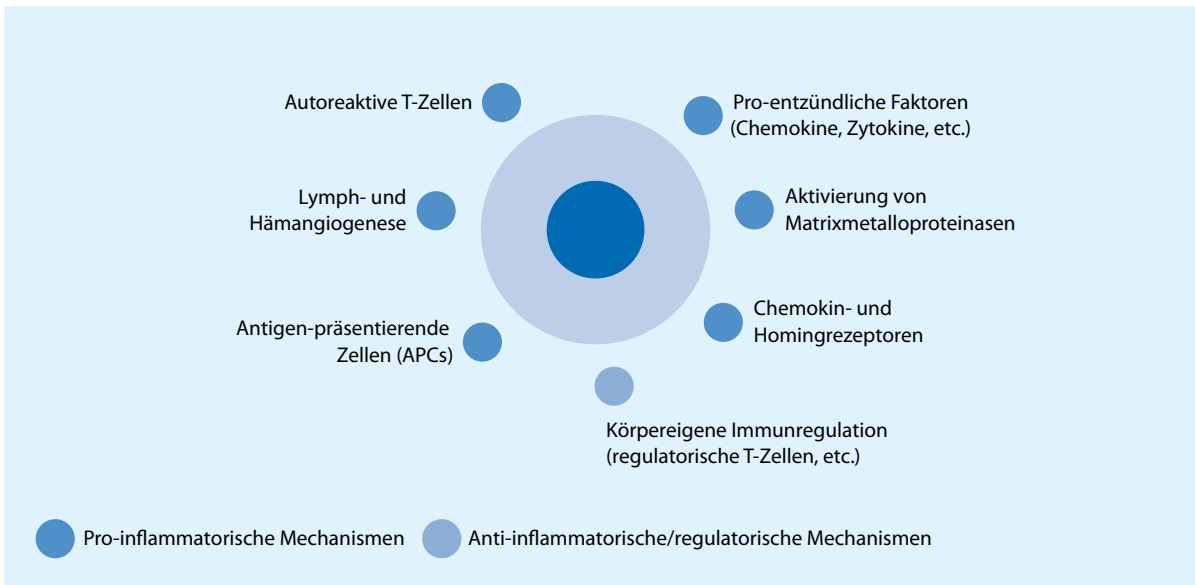 Autoreaktive T-Zellen
Pro-entzündliche Faktoren
(Chemokine, Zytokine, etc.)
Lymph- und
Hämangiogenese
Aktivierung von
Matrixmetalloproteinasen
Antigen-präsentierende
Zellen (APCs)
Chemokin- und
Homingrezeptoren
Körpereigene Immunregulation
(regulatorische T-Zellen, etc.)
Pro-inflammatorische Mechanismen
Anti-inflammatorische/regulatorische Mechanismen